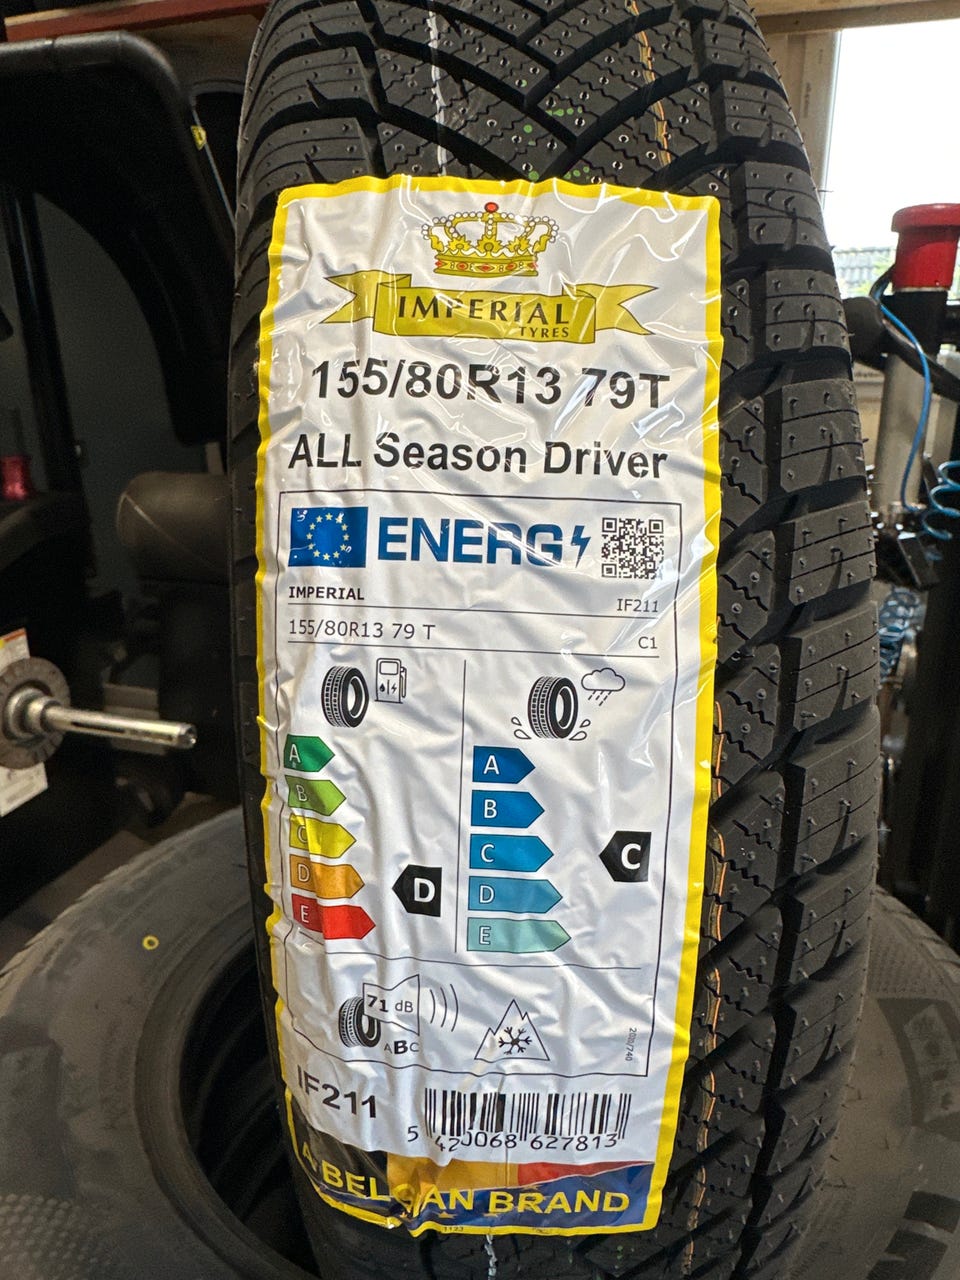 IMPERIAL
TYRES
155/80R13 79T
ALL Season Driver
ENERG
IMPERIAL IF211
155/80R13 79 T C1
A A
B B
C C C
D D D
E E
71 dB
ABC
2020/740
IF211
5 420068 627813
A BELGIAN BRAND
1123